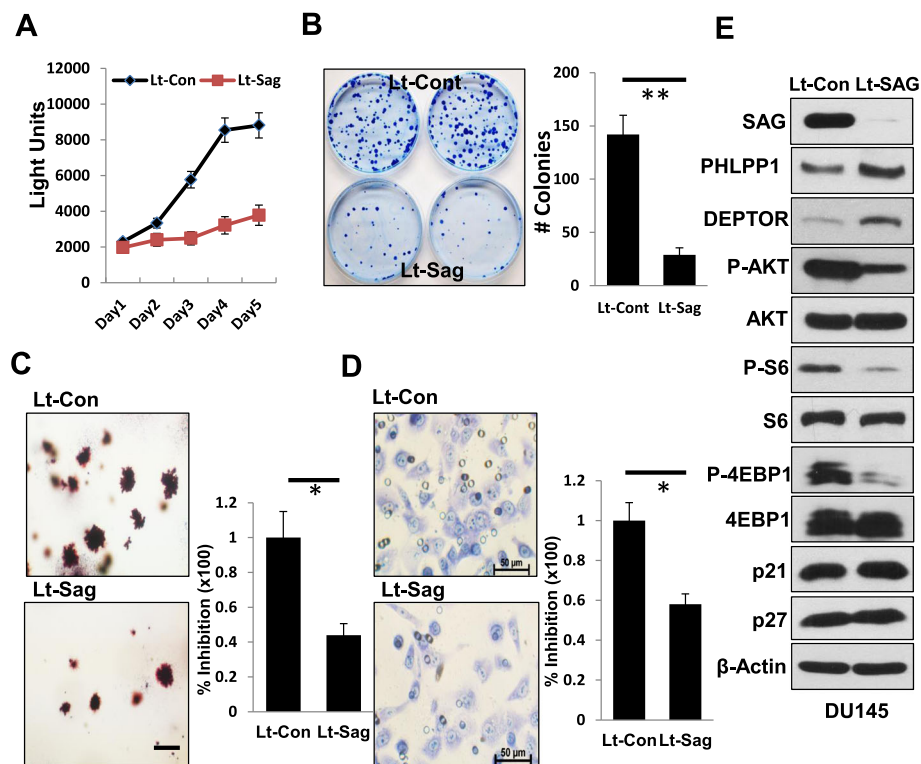 A
Lt-Con Lt-Sag
Light Units
12000
10000
8000
6000
4000
2000
0
Day1 Day2 Day3 Day4 Day5
B
Lt-Cont
Lt-Sag
# Colonies
200
150
100
50
0
**
Lt-Cont Lt-Sag
C
Lt-Con
Lt-Sag
% Inhibition (x100)
1.2
1
0.8
0.6
0.4
0.2
0
*
Lt-Con Lt-Sag
D
Lt-Con
50 µm
Lt-Sag
50 µm
% Inhibition (x100)
1.2
1
0.8
0.6
0.4
0.2
0
*
Lt-Con Lt-Sag
E
Lt-Con Lt-SAG
SAG
PHLPP1
DEPTOR
P-AKT
AKT
P-S6
S6
P-4EBP1
4EBP1
p21
p27
β-Actin
DU145